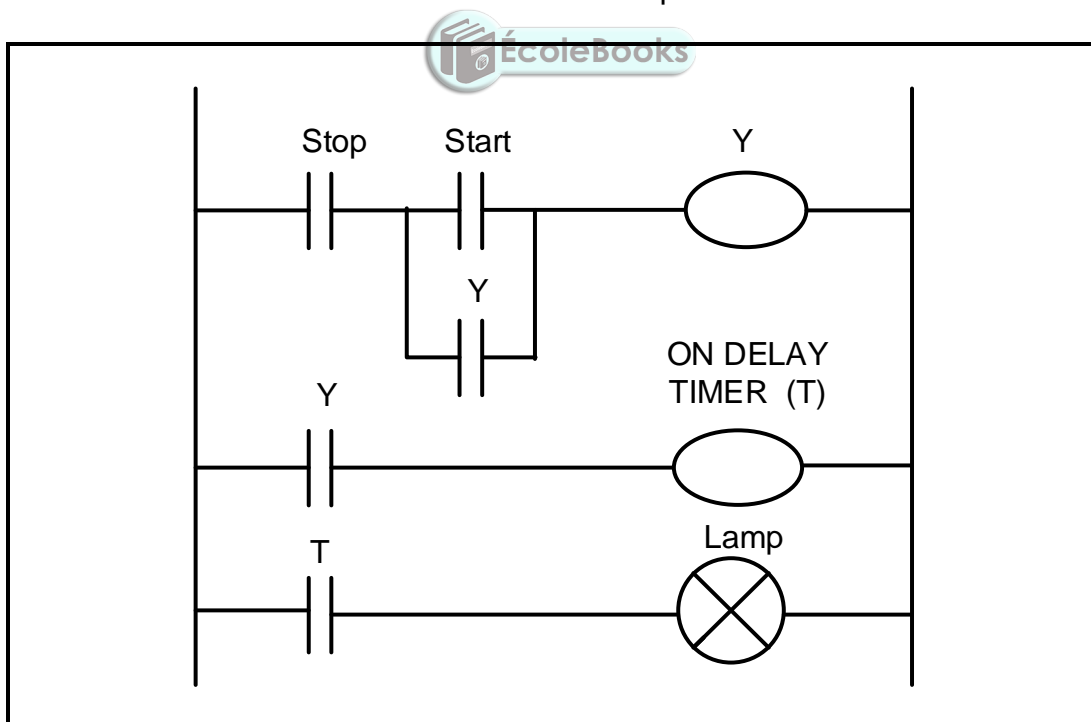 ÉcoleBooks
Stop Start Y
Y
ON DELAY
TIMER (T)
Y
Lamp
T